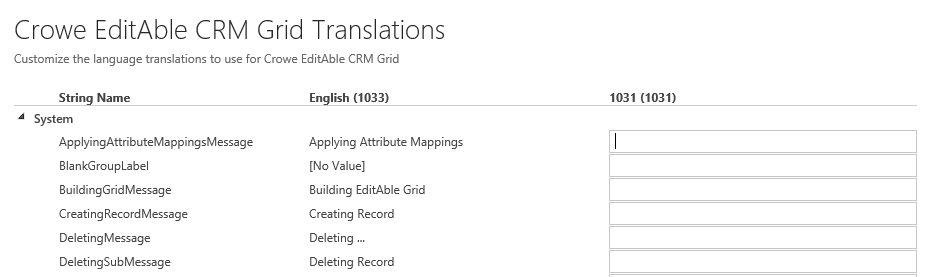 Crowe EditAble CRM Grid Translations
Customize the language translations to use for Crowe EditAble CRM Grid
String Name English (1033) 1031 (1031)
System
ApplyingAttributeMappingsMessage Applying Attribute Mappings
BlankGroupLabel [No Value]
BuildingGridMessage Building EditAble Grid
CreatingRecordMessage Creating Record
DeletingMessage Deleting ...
DeletingSubMessage Deleting Record